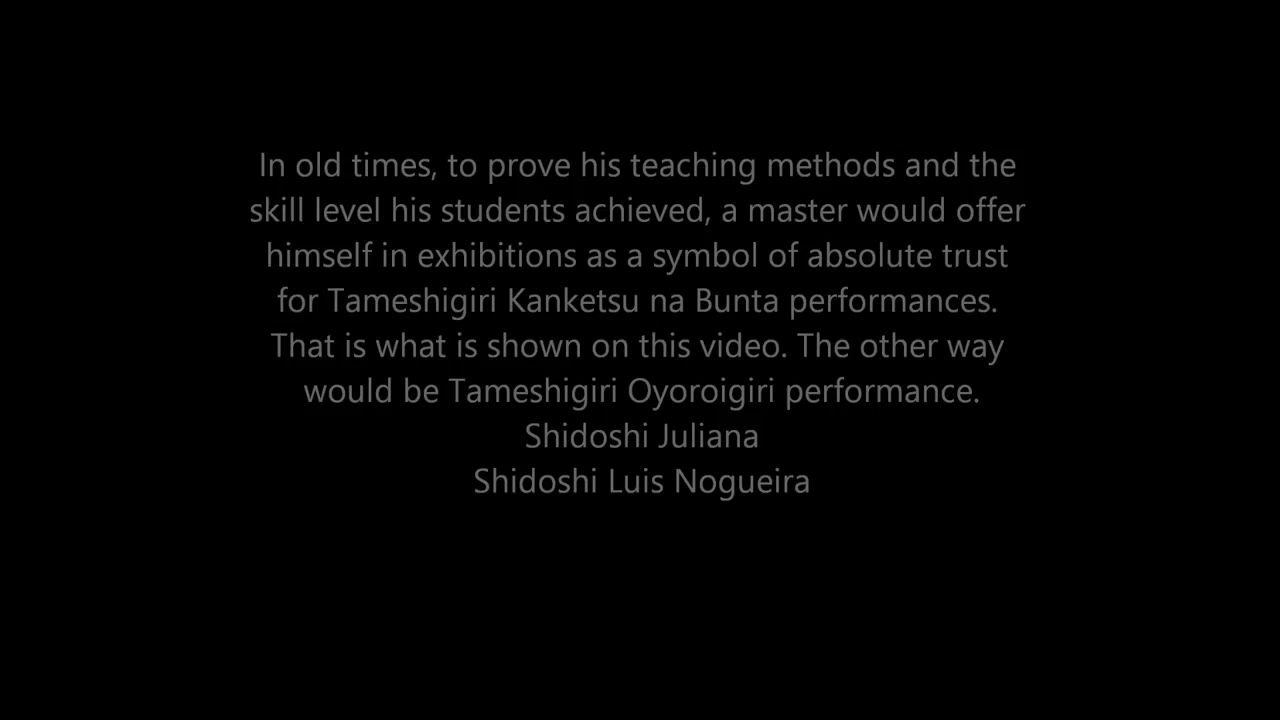 In old times, to prove his teaching methods and the
skill level his students achieved, a master would offer
himself in exhibitions as a symbol of absolute trust
for Tameshigiri Kanketsu na Bunta performances.
That is what is shown on this video. The other way
would be Tameshigiri Oyoroigiri performance.
Shidoshi Juliana
Shidoshi Luis Nogueira